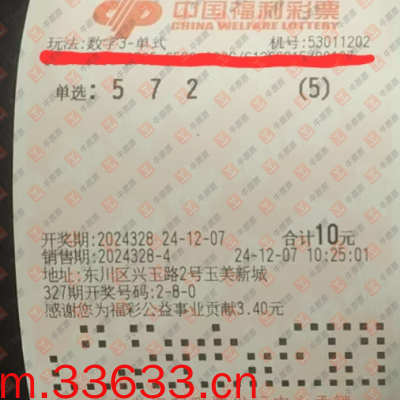 中国福利彩票
CHINA WELFARE LOTTERY
玩法:数字3-单式 机号:53011202
单选: 5 7 2 (5)
开奖期:2024328 24-12-07 合计10元
销售期:2024328-4 24-12-07 10:25:01
地址:东川区兴玉路2号玉美新城
327期开奖号码:2-8-0
感谢您为福彩公益事业贡献3.40元
m.33633.cn